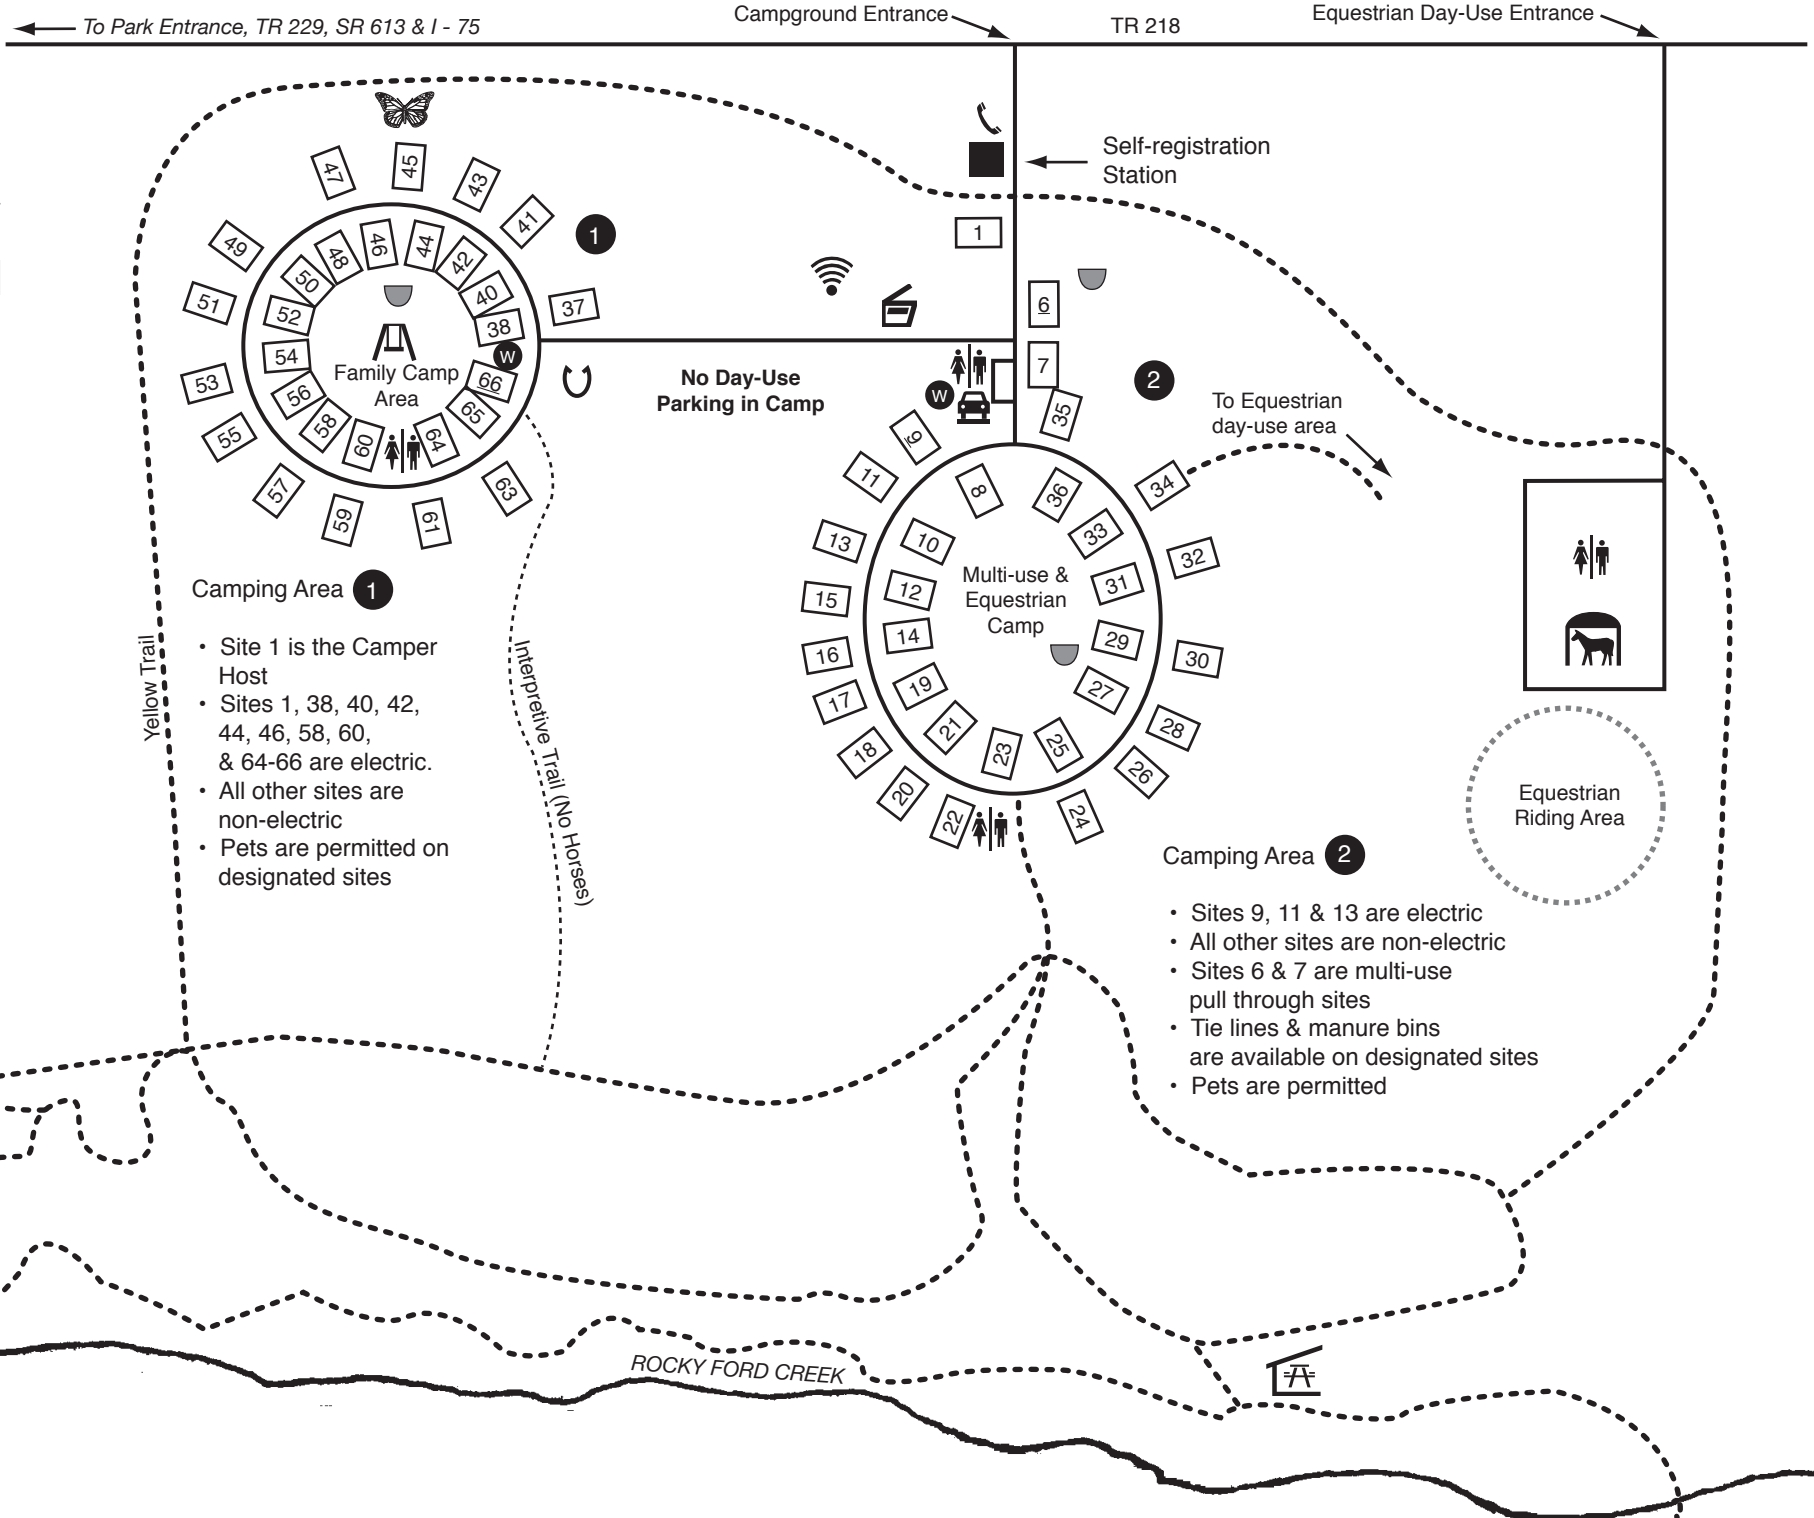 To Park Entrance, TR 229, SR 613 & I - 75
Campground Entrance
TR 218
Equestrian Day-Use Entrance
Self-registration
Station
47
45
43
41
1
49
48
46
44
42
1
50
40
51
52
38
37
6
54
W
7
Family Camp
Area
53
56
66
65
No Day-Use
Parking in Camp
W
2
35
To Equestrian
day-use area
55
58
60
64
9
57
59
61
63
11
8
36
34
13
10
33
32
Multi-use &
Equestrian
Camp
15
12
31
16
14
29
30
17
19
27
18
21
23
25
28
20
22
24
26
Camping Area 1
• Site 1 is the Camper
Host
• Sites 1, 38, 40, 42,
44, 46, 58, 60,
& 64-66 are electric.
• All other sites are
non-electric
• Pets are permitted on
designated sites
Yellow Trail
Interpretive Trail (No Horses)
Equestrian
Riding Area
Camping Area 2
• Sites 9, 11 & 13 are electric
• All other sites are non-electric
• Sites 6 & 7 are multi-use
pull through sites
• Tie lines & manure bins
are available on designated sites
• Pets are permitted
ROCKY FORD CREEK